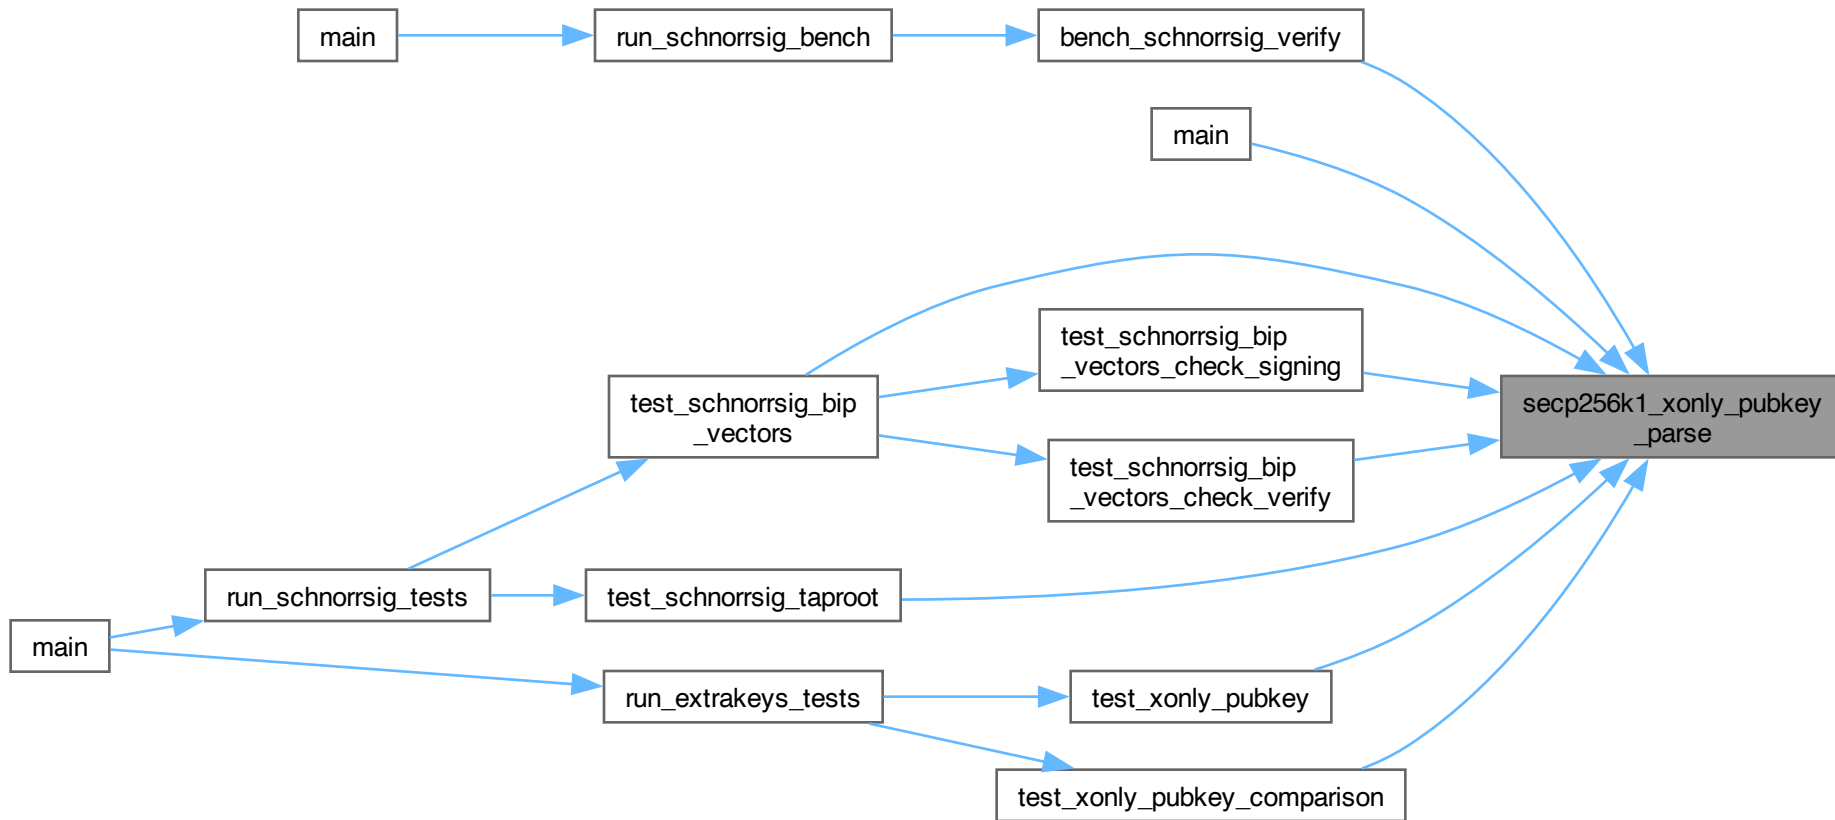 main
run_schnorrsig_bench
bench_schnorrsig_verify
main
test_schnorrsig_bip
_vectors_check_signing
test_schnorrsig_bip
_vectors
secp256k1_xonly_pubkey
_parse
test_schnorrsig_bip
_vectors_check_verify
run_schnorrsig_tests
test_schnorrsig_taproot
main
run_extrakeys_tests
test_xonly_pubkey
test_xonly_pubkey_comparison